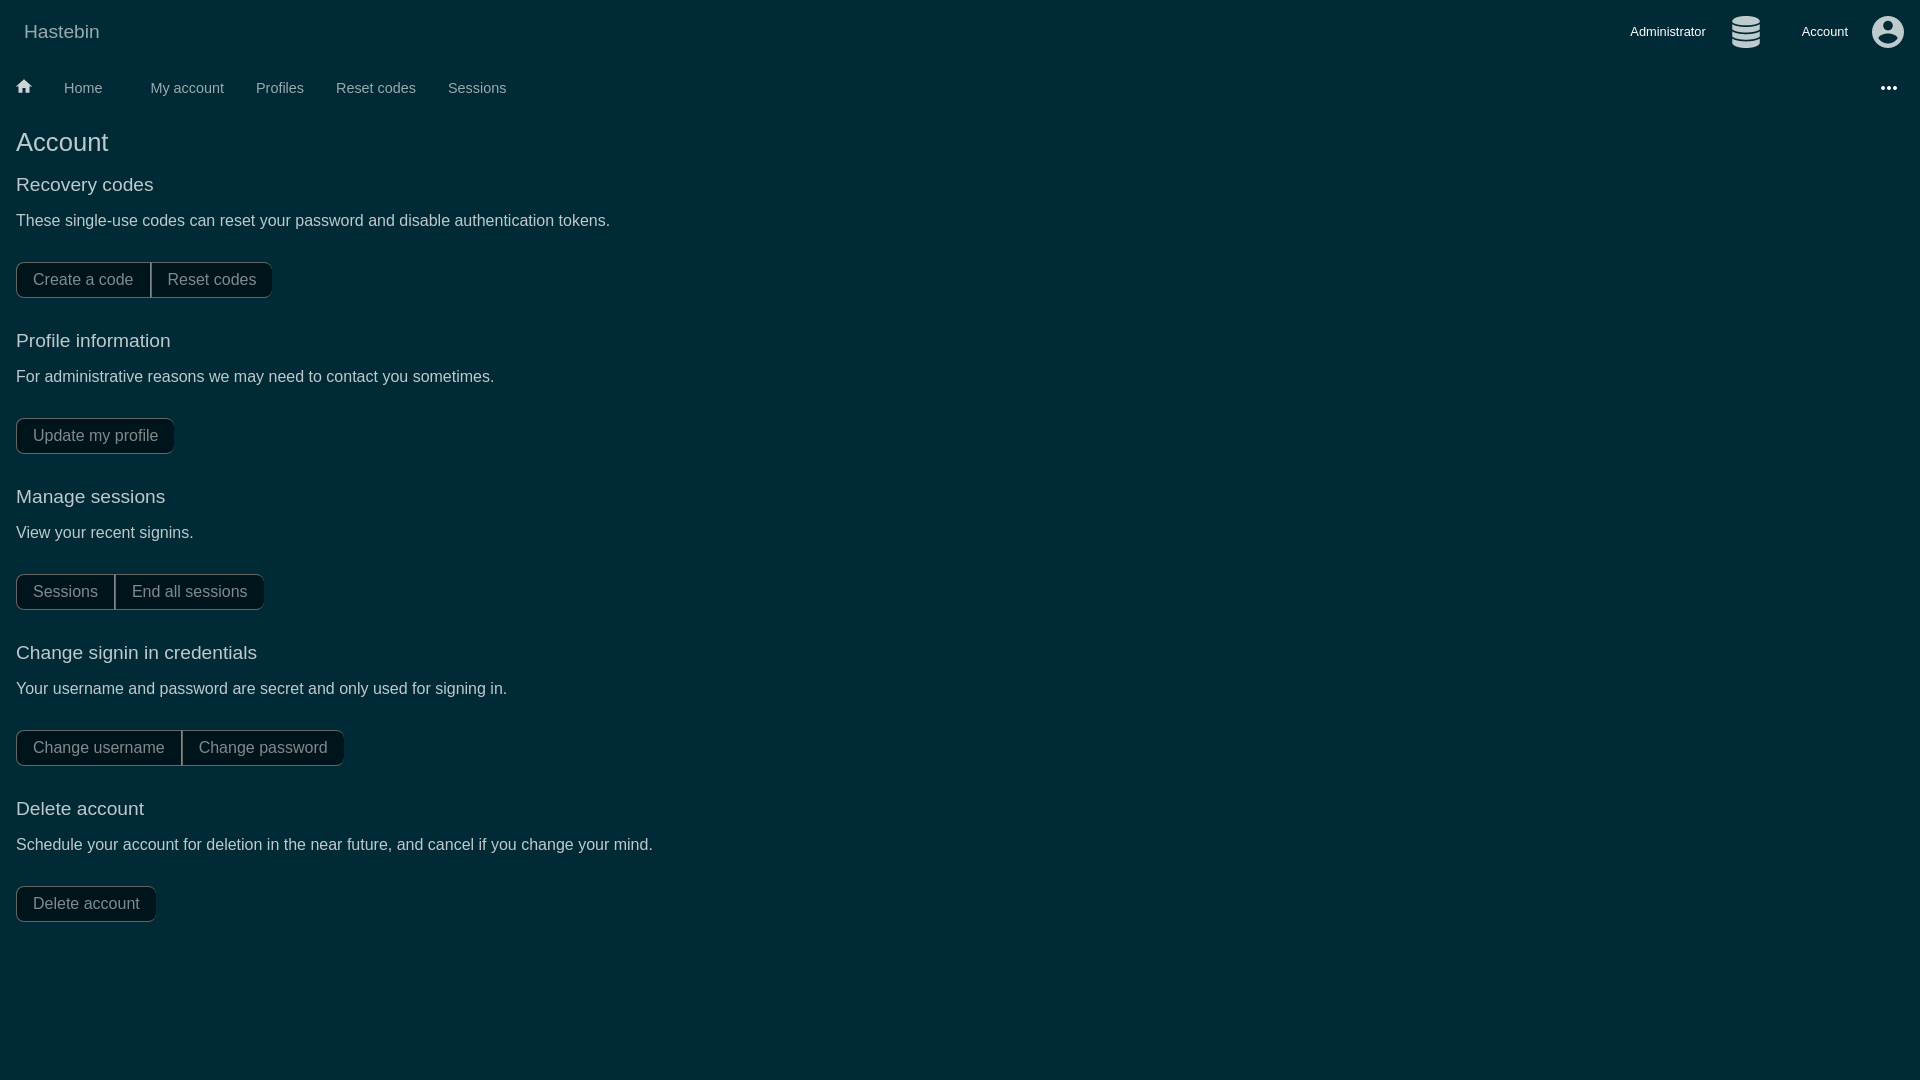 Hastebin
Administrator
Account
Home
My account
Profiles
Reset codes
Sessions
Account
Recovery codes
These single-use codes can reset your password and disable authentication tokens.
Create a code
Reset codes
Profile information
For administrative reasons we may need to contact you sometimes.
Update my profile
Manage sessions
View your recent signins.
Sessions
End all sessions
Change signin in credentials
Your username and password are secret and only used for signing in.
Change username
Change password
Delete account
Schedule your account for deletion in the near future, and cancel if you change your mind.
Delete account